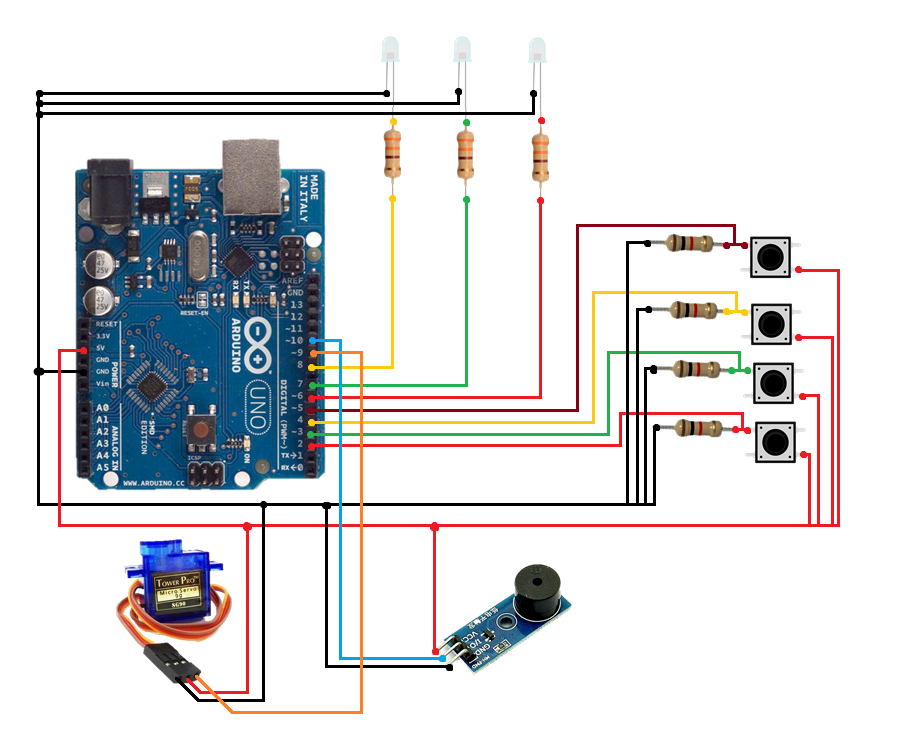 MADE
IN ITALY
47
25V
47
25V
RX
TX
RESET-EN
AREF
GND
13
12
~11
~10
~9
8
7
~6
~5
4
~3
2
TX→1
RX←0
DIGITAL (PWM~)
ARDUINO
UNO
RESET
3.3V
5V
GND
GND
Vin
POWER
A0
A1
A2
A3
A4
A5
ANALOG IN
SMD
EDITION
ICSP
ON
WWW.ARDUINO.CC
TOWER PRO™
Micro Servo
9g
SG90
VCC
I/O
GND